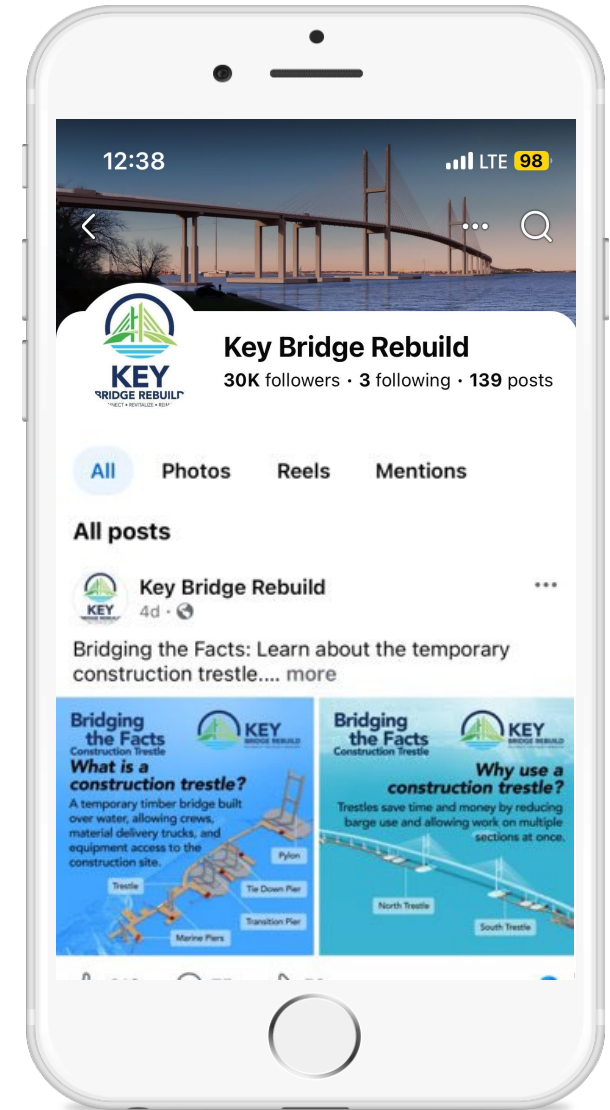 12:38
LTE 98
KEY
BRIDGE REBUILD
Key Bridge Rebuild
30K followers · 3 following · 139 posts
All Photos Reels Mentions
All posts
KEY
Key Bridge Rebuild
4d ·
Bridging the Facts: Learn about the temporary
construction trestle.... more
Bridging
the Facts
Construction Trestle
KEY
BRIDGE REBUILD
What is a
construction trestle?
A temporary timber bridge built
over water, allowing crews,
material delivery trucks, and
equipment access to the
construction site.
Pylon
Trestle
Tie Down Pier
Transition Pier
Marine Piers
Bridging
the Facts
Construction Trestle
KEY
BRIDGE REBUILD
Why use a
construction trestle?
Trestles save time and money by reducing
barge use and allowing work on multiple
sections at once.
North Trestle
South Trestle